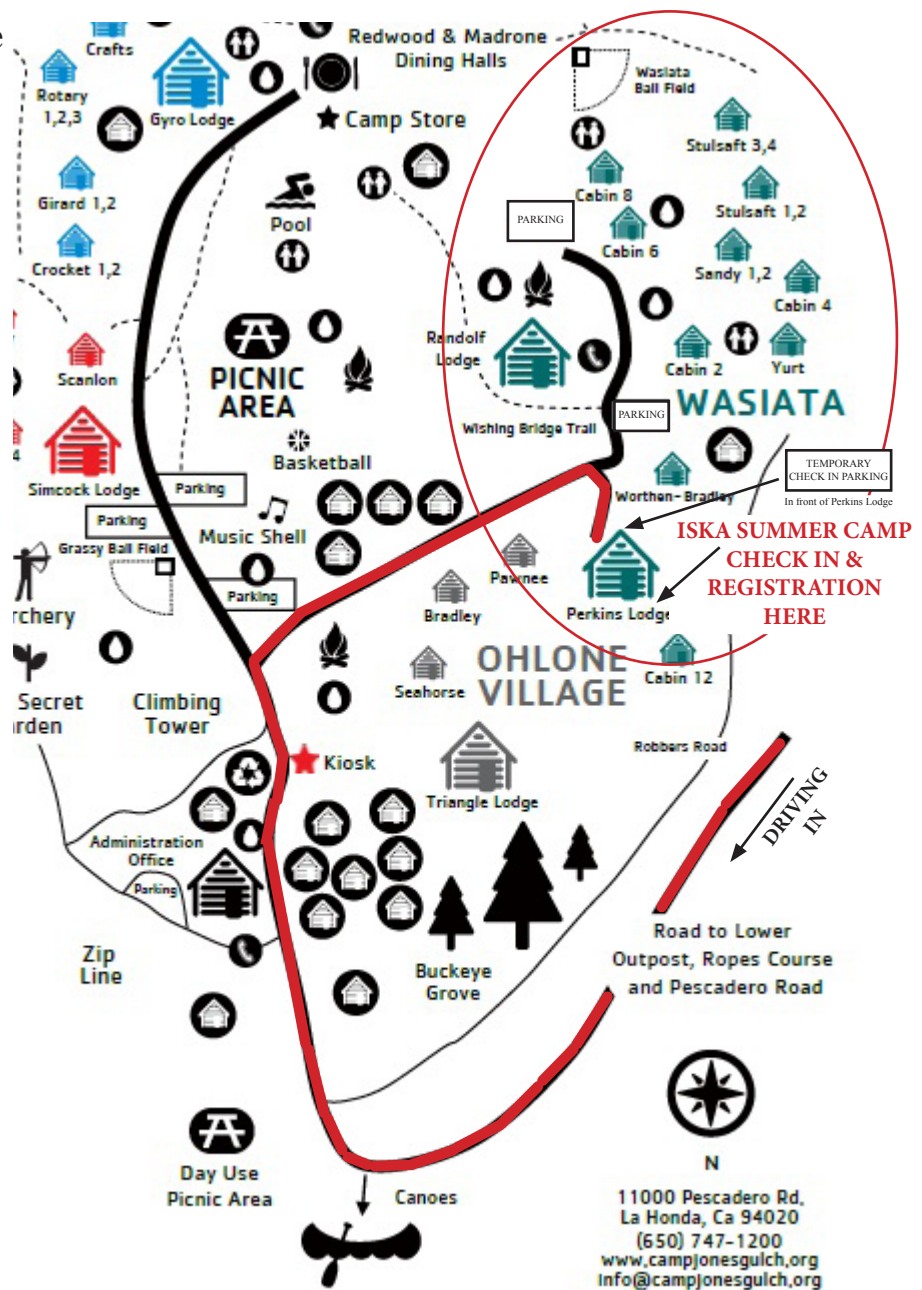 Crafts
Rotary
1,2,3
Gyro Lodge
Redwood & Madrone
Dining Halls
Camp Store
Wasiata
Ball Field
Stulsaft 3,4
Girard 1,2
Pool
Cabin 8
PARKING
Cabin 6
Stulsaft 1,2
Crocket 1,2
Sandy 1,2
Cabin 4
Randolf
Lodge
Cabin 2
Yurt
Scanlon
PICNIC
AREA
WASIATA
PARKING
Wishing Bridge Trail
4
Simcock Lodge
Basketball
Parking
Worthen-Bradley
TEMPORARY
CHECK IN PARKING
In front of Perkins Lodge
Parking
Music Shell
Grassy Ball Field
ISKA SUMMER CAMP
CHECK IN &
REGISTRATION
HERE
Pawnee
Parking
Bradley
Perkins Lodge
rchery
OHLONE
VILLAGE
Seahorse
Cabin 12
Secret
arden
Climbing
Tower
Robbers Road
Kiosk
Triangle Lodge
DRIVING
IN
Administration
Office
Parking
Zip
Line
Buckeye
Grove
Road to Lower
Outpost, Ropes Course
and Pescadero Road
Day Use
Picnic Area
Canoes
N
11000 Pescadero Rd,
La Honda, Ca 94020
(650) 747-1200
www.campjonesgulch.org
info@campjonesgulch.org